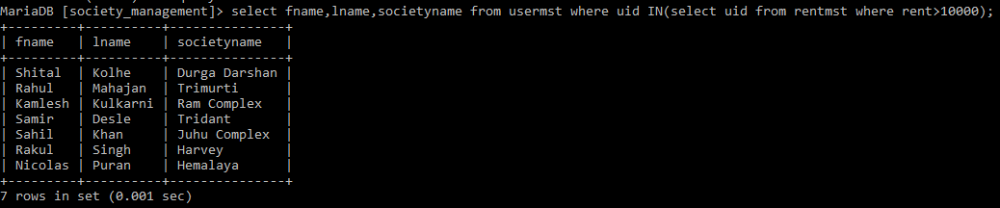 MariaDB [society_management]> select fname,lname,societyname from usermst where uid IN(select uid from rentmst where rent>10000);
+---------+----------+---------------+
| fname   | lname    | societyname   |
+---------+----------+---------------+
| Shital  | Kolhe    | Durga Darshan |
| Rahul   | Mahajan  | Trimurti      |
| Kamlesh | Kulkarni | Ram Complex   |
| Samir   | Desle    | Tridant       |
| Sahil   | Khan     | Juhu Complex  |
| Rakul   | Singh    | Harvey        |
| Nicolas | Puran    | Hemalaya      |
+---------+----------+---------------+
7 rows in set (0.001 sec)